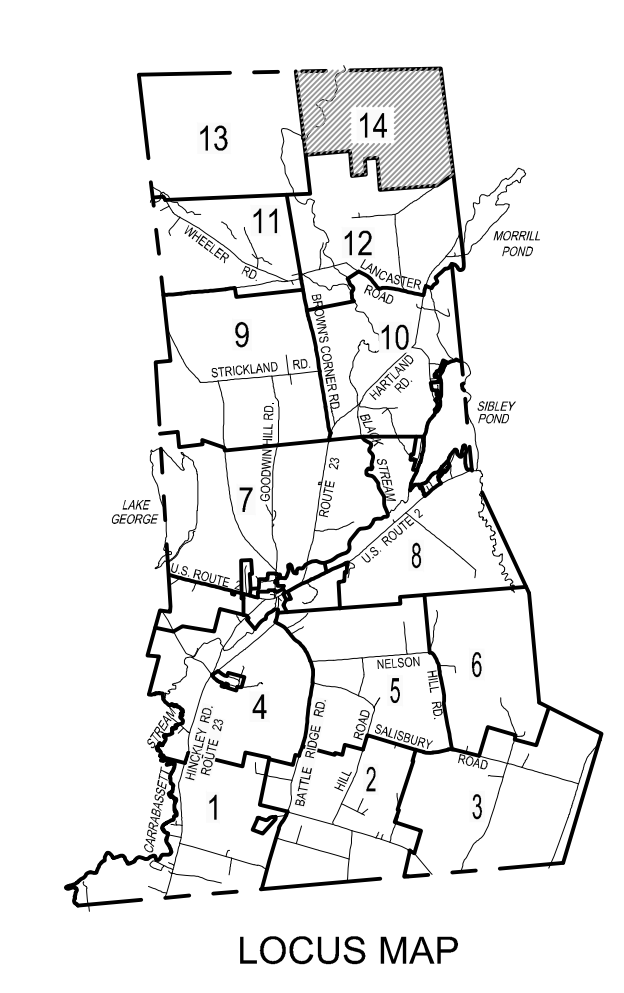 14
13
11
WHEELER RD.
12
MORRILL
POND
LANCASTER
ROAD
9
BROWN'S CORNER RD.
10
STRICKLAND RD.
HARTLAND
RD.
GOODWIN HILL RD.
BLACK STREAM
SIBLEY
POND
ROUTE 23
LAKE
GEORGE
7
U.S. ROUTE 2
8
U.S. ROUTE 2
NELSON
HILL RD.
6
5
4
STREAM
HINCKLEY RD.
ROUTE 23
BATTLE RIDGE RD.
ROAD
SALISBURY
ROAD
HILL
2
3
1
CARRABASSETT
LOCUS MAP